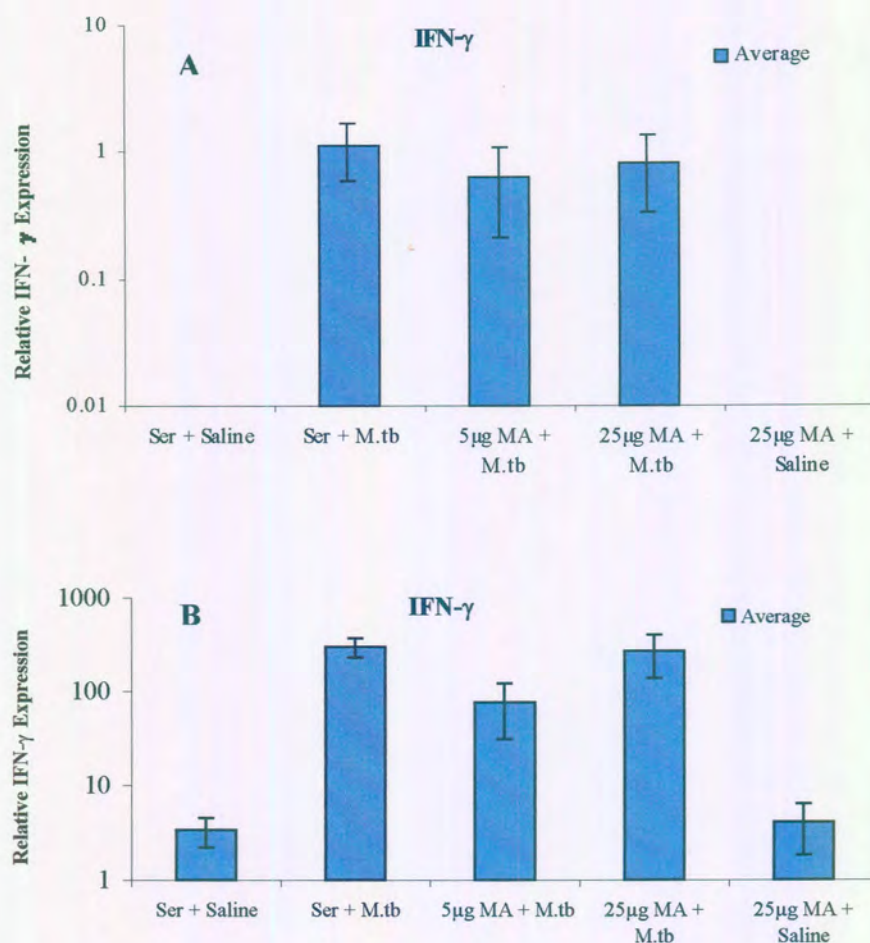 IFN-γ
A
Average
10
1
0.1
0.01
Relative IFN- γ Expression
Ser + Saline
Ser + M.tb
5μg MA +
M.tb
25μg MA +
M.tb
25μg MA +
Saline
IFN-γ
B
Average
1000
100
10
1
Relative IFN-γ Expression
Ser + Saline
Ser + M.tb
5μg MA + M.tb
25μg MA +
M.tb
25μg MA +
Saline